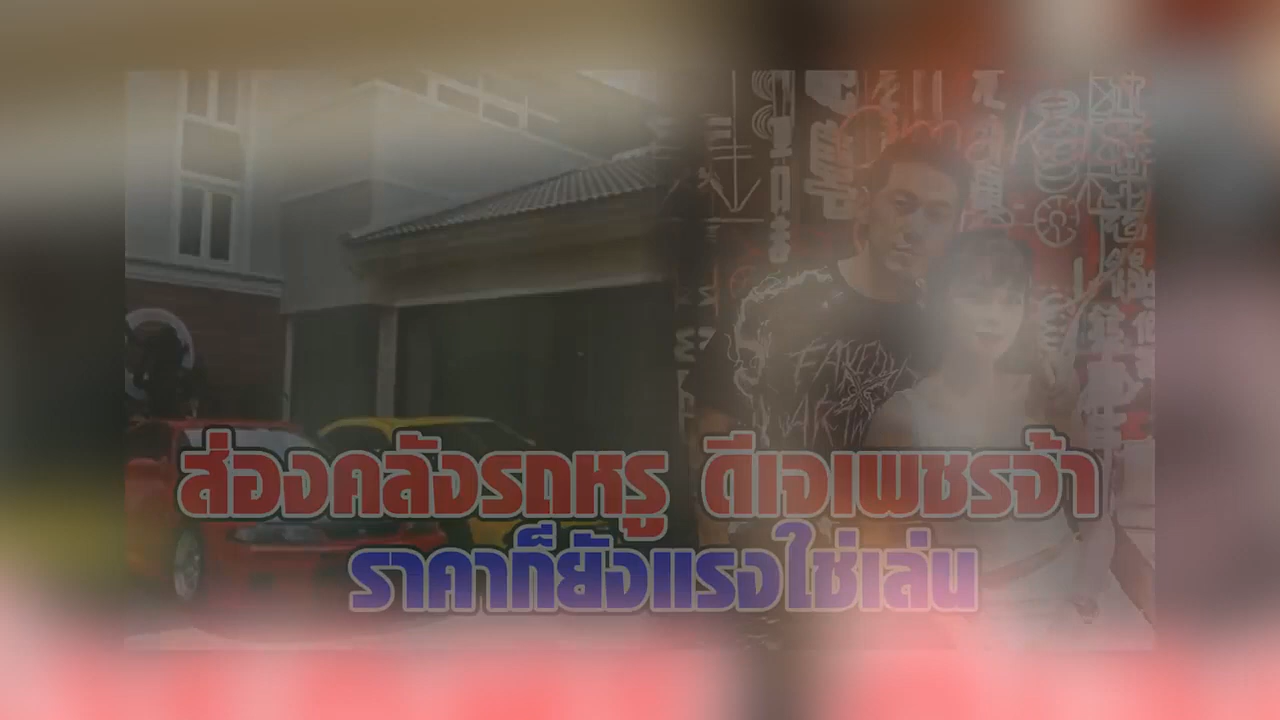 ส่องคลังรถหรู ดีเจเพชรจ้า
ราคาก็ยังแรงใช่เล่น